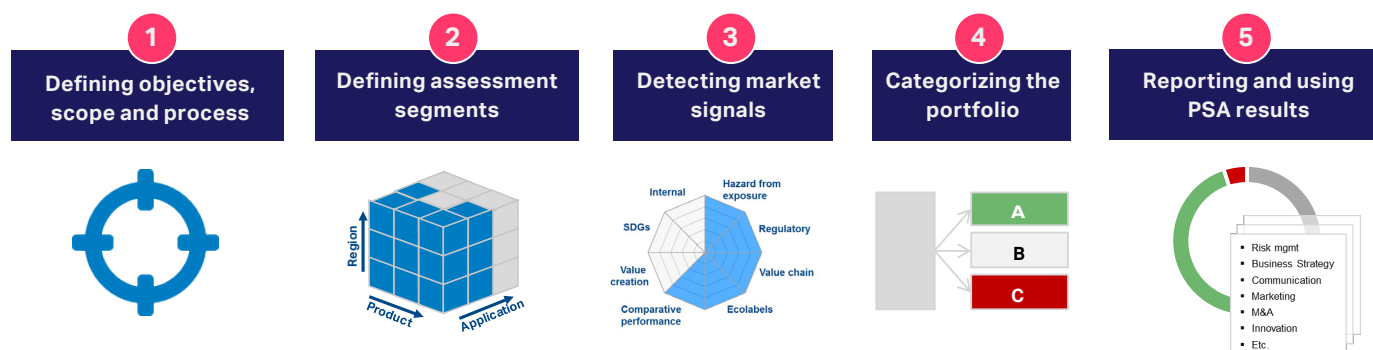 1
Defining objectives,
scope and process
2
Defining assessment
segments
Region
Product
Application
3
Detecting market
signals
Internal
Hazard from
exposure
SDGs
Regulatory
Value
creation
Value chain
Comparative
performance
Ecolabels
4
Categorizing the
portfolio
A
B
C
5
Reporting and using
PSA results
▪ Risk mgmt
▪ Business Strategy
▪ Communication
▪ Marketing
▪ M&A
▪ Innovation
▪ Etc.